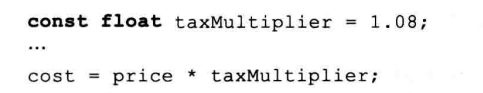 const float taxMultiplier = 1.08;
...
cost = price * taxMultiplier;